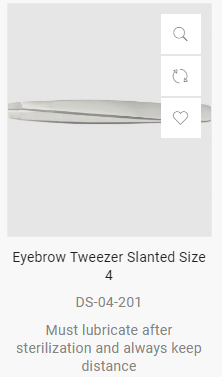 Eyebrow Tweezer Slanted Size
4
DS-04-201
Must lubricate after
sterilization and always keep
distance